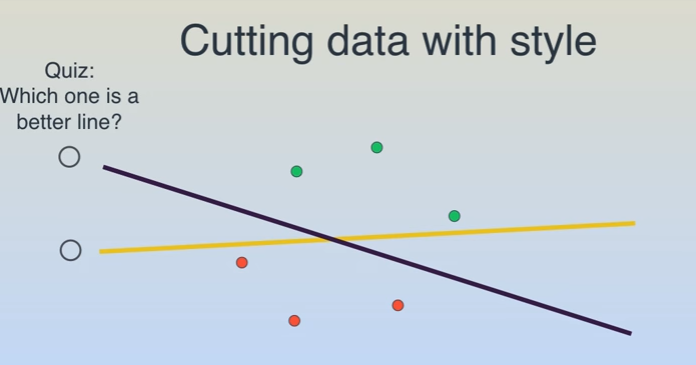 Cutting data with style
Quiz:
Which one is a
better line?